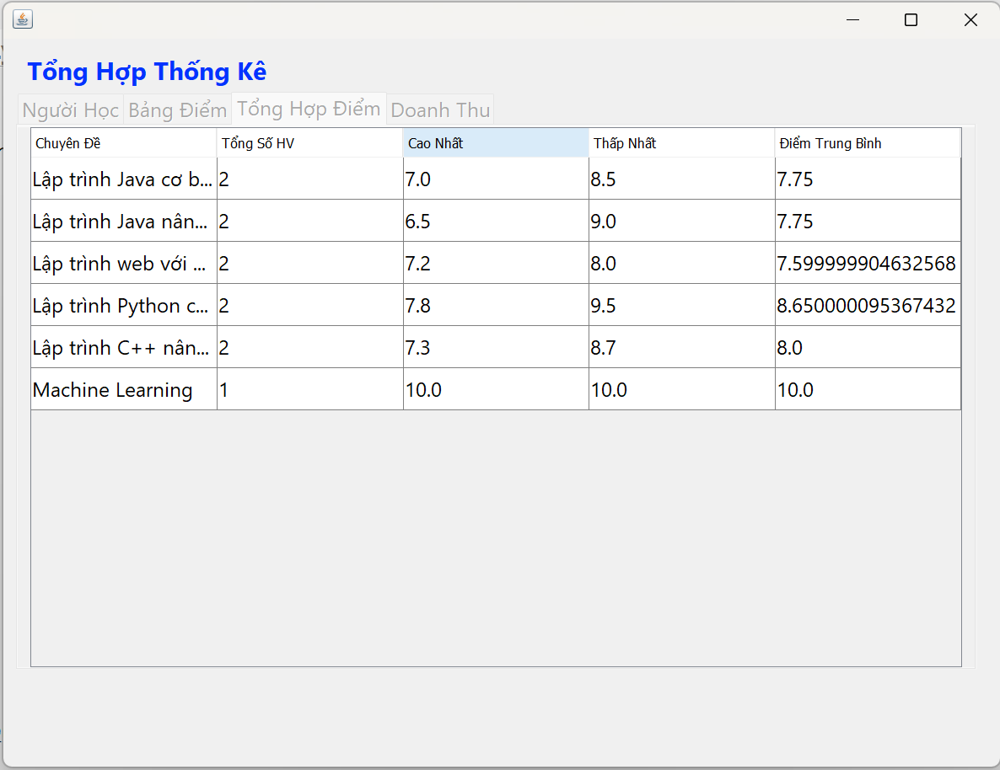 Tổng Hợp Thống Kê
Người Học Bảng Điểm Tổng Hợp Điểm Doanh Thu
Chuyên Đề Tổng Số HV Cao Nhất Thấp Nhất Điểm Trung Bình
Lập trình Java cơ b... 2 7.0 8.5 7.75
Lập trình Java nân... 2 6.5 9.0 7.75
Lập trình web với ... 2 7.2 8.0 7.599999904632568
Lập trình Python c... 2 7.8 9.5 8.650000095367432
Lập trình C++ nân... 2 7.3 8.7 8.0
Machine Learning 1 10.0 10.0 10.0